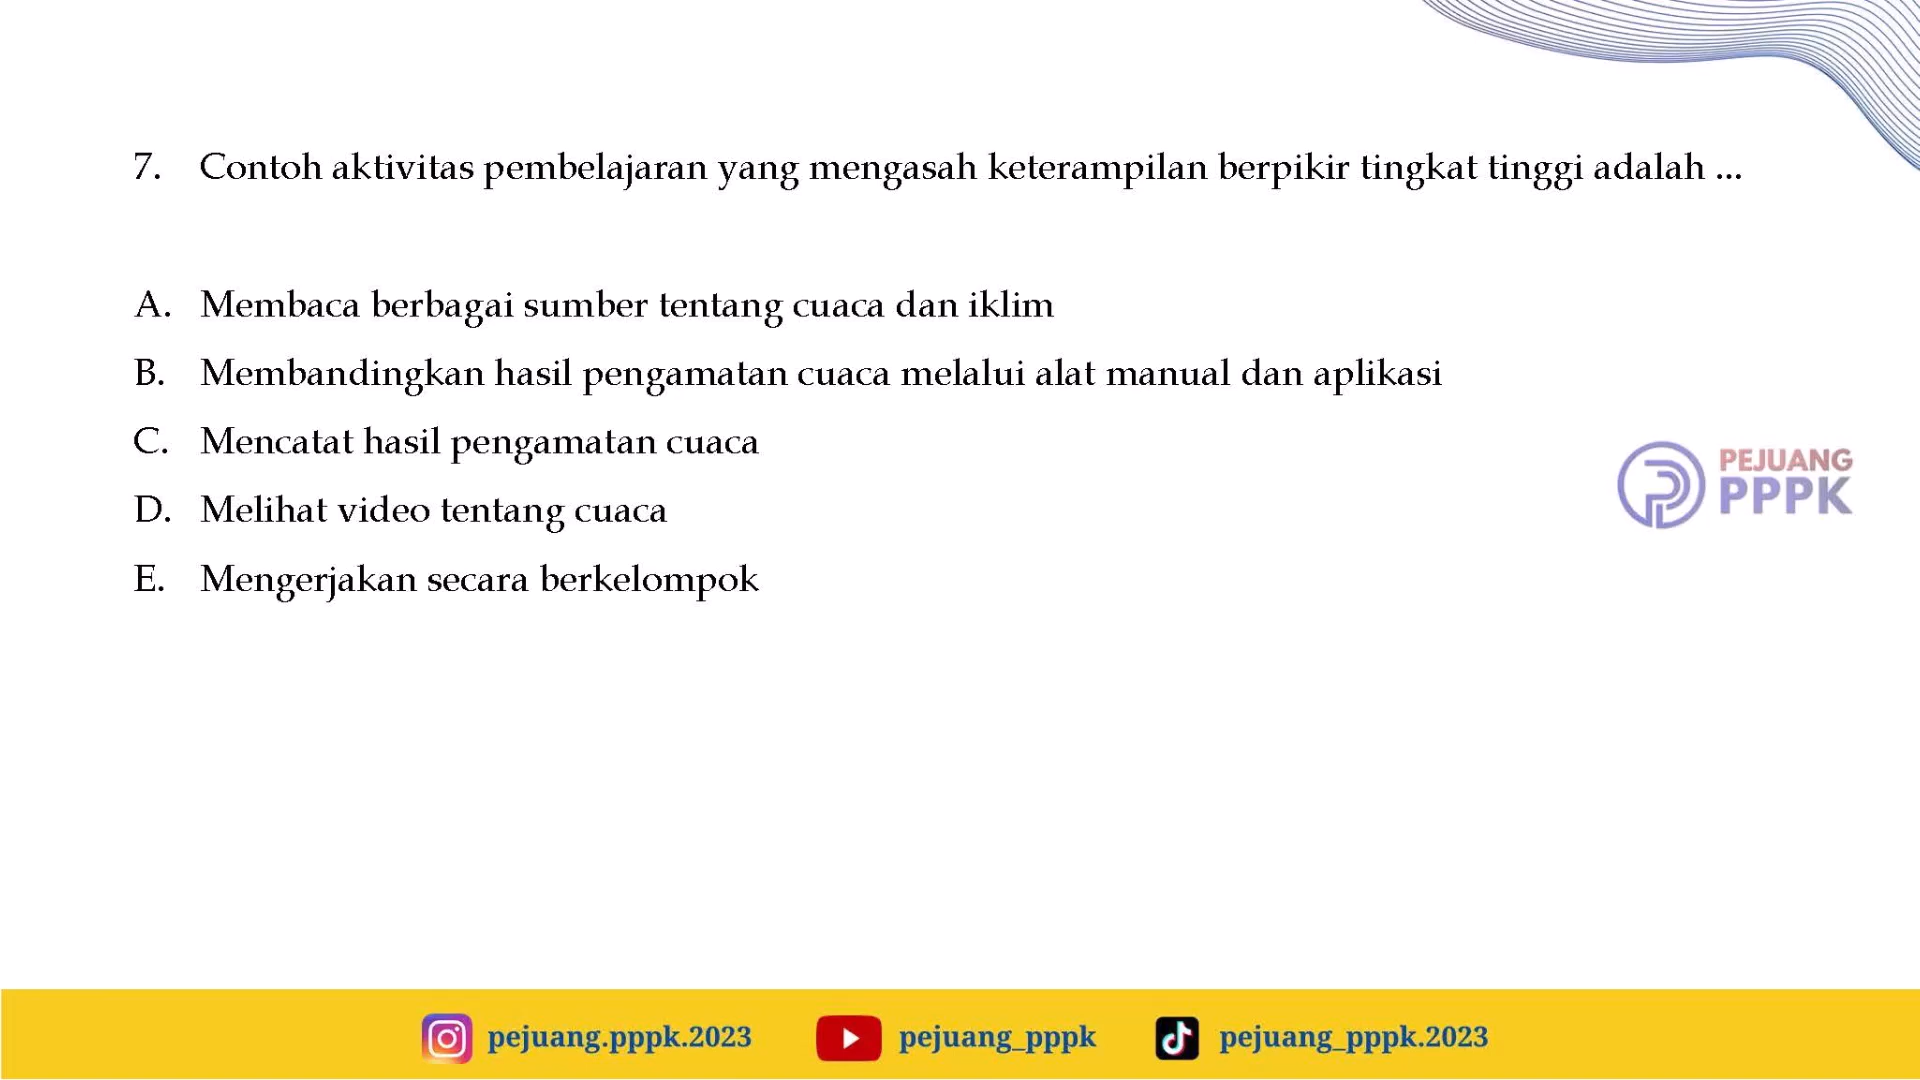 7. Contoh aktivitas pembelajaran yang mengasah keterampilan berpikir tingkat tinggi adalah ...
A. Membaca berbagai sumber tentang cuaca dan iklim
B. Membandingkan hasil pengamatan cuaca melalui alat manual dan aplikasi
C. Mencatat hasil pengamatan cuaca
D. Melihat video tentang cuaca
E. Mengerjakan secara berkelompok
PEJUANG
PPPK
pejuang.pppk.2023 pejuang_pppk pejuang_pppk.2023